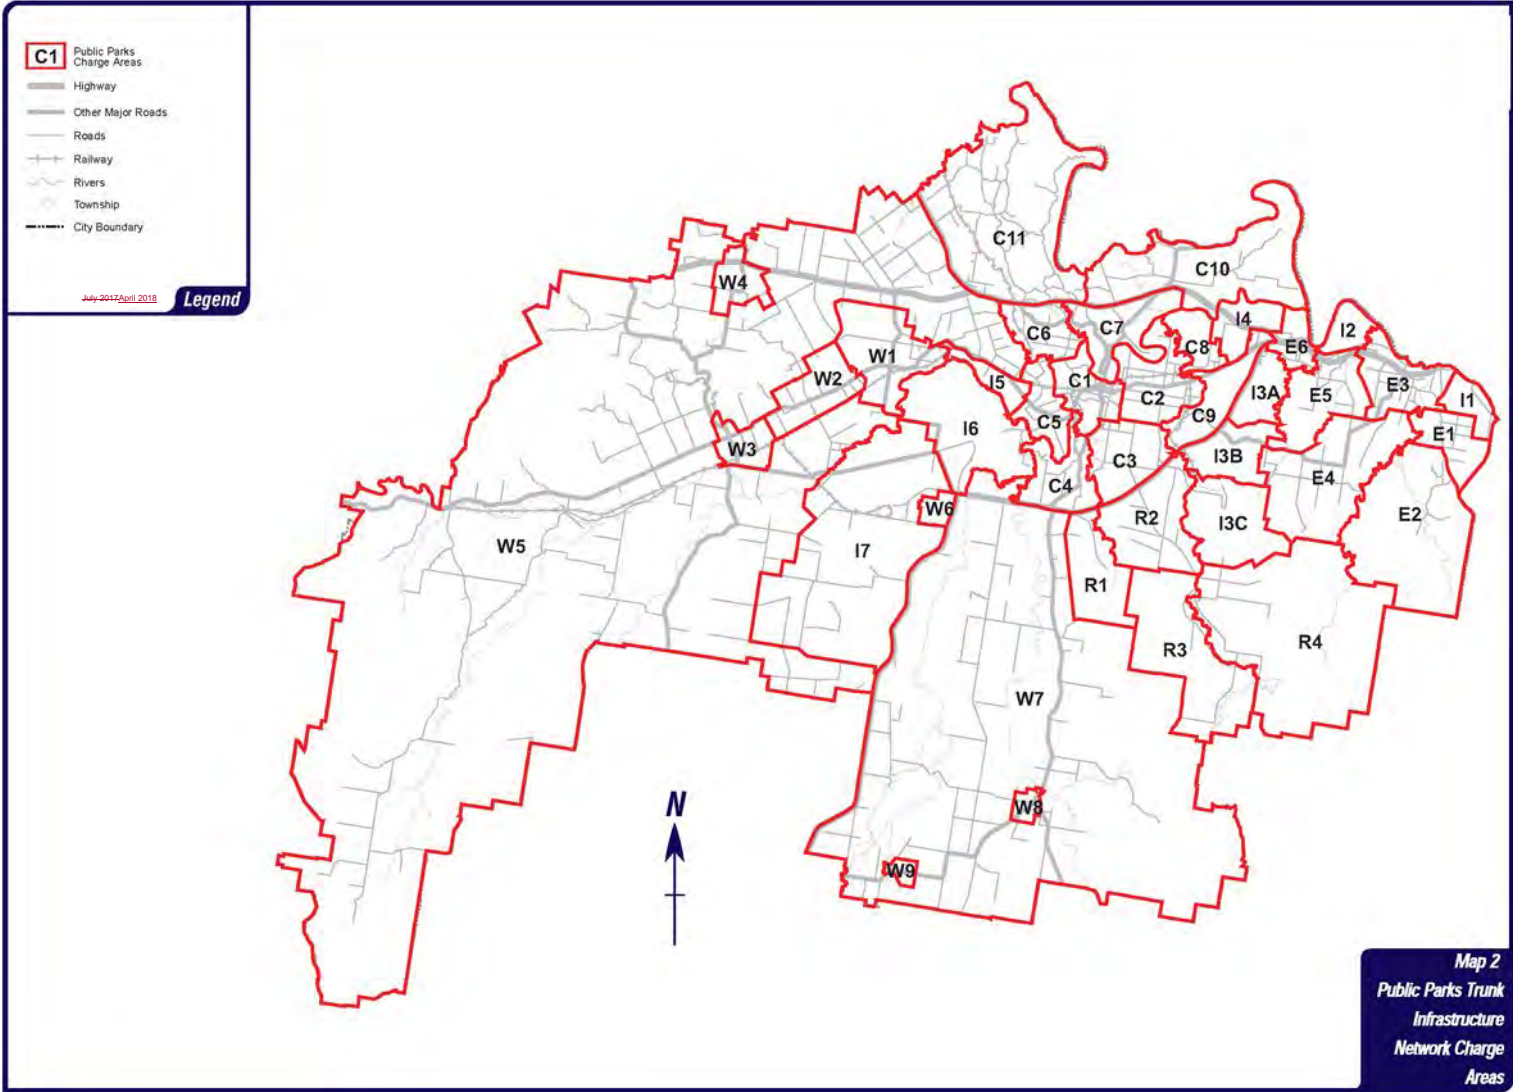 C1
Public Parks
Charge Areas
Highway
Other Major Roads
Roads
Railway
Rivers
Township
City Boundary
July 2017April 2018
Legend
C11
C10
W4
I4
I2
C6
C7
C8
E6
W1
W2
I5
C1
C2
I3A
E5
E3
I1
C9
I6
C5
E1
W3
C3
I3B
E4
C4
W6
R2
I3C
E2
W5
I7
R1
R4
R3
W7
N
W8
W9
Map 2
Public Parks Trunk
Infrastructure
Network Charge
Areas